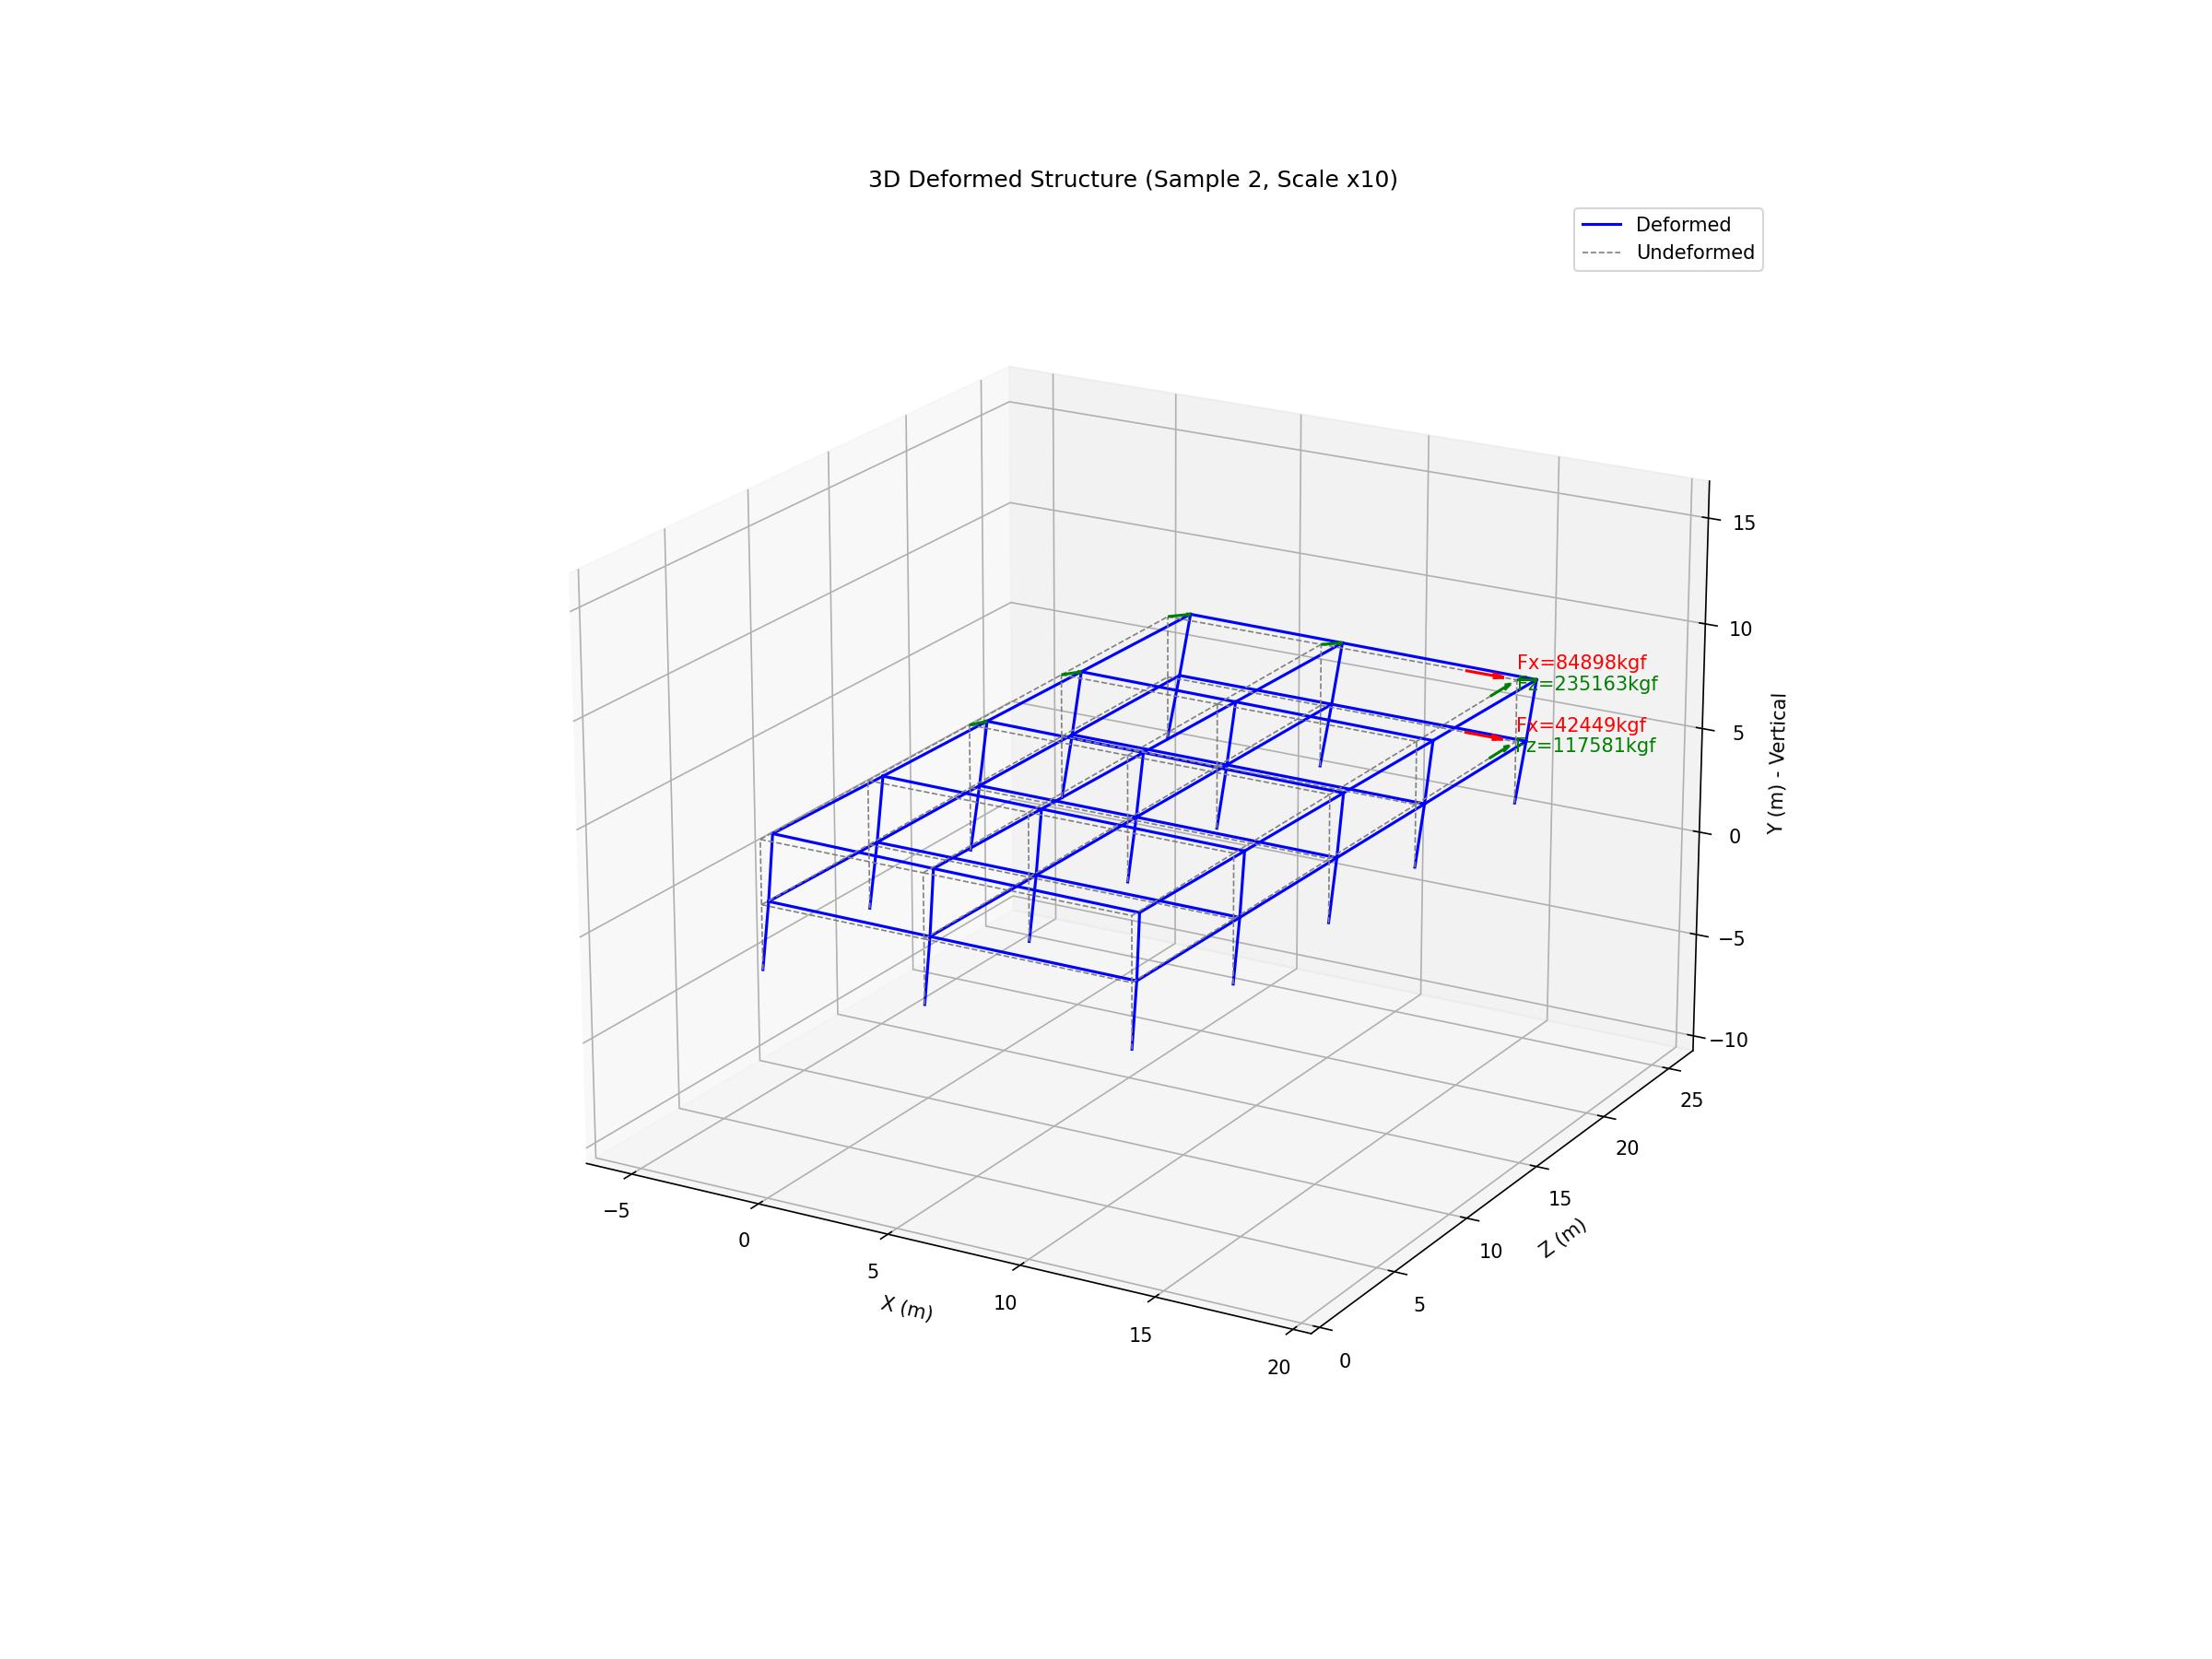 3D Deformed Structure (Sample 2, Scale x10)
Deformed
Undeformed
Fx=84898kgf
Fz=235163kgf
Fx=42449kgf
Fz=117581kgf
15
10
5
0
−5
−10
Y (m) - Vertical
25
20
15
10
5
0
Z (m)
−5
0
5
10
15
20
X (m)